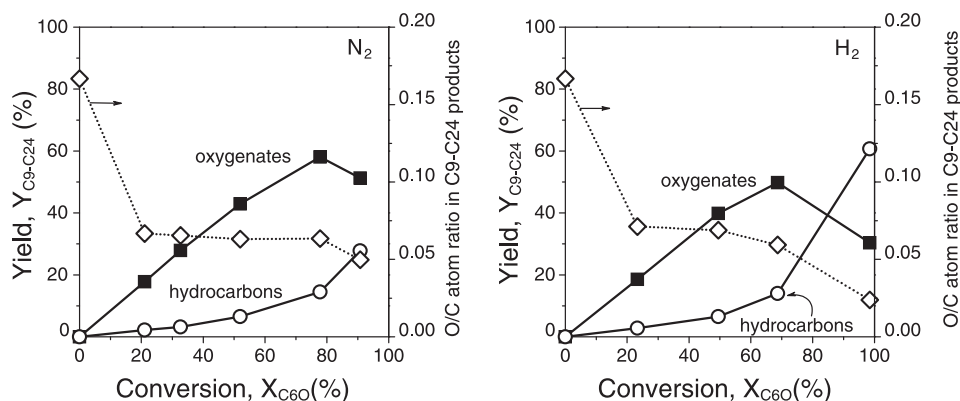 100
80
60
40
20
0
Yield, Y C9-C24 (%)
N2
oxygenates
hydrocarbons
0.20
0.15
0.10
0.05
0.00
O/C atom ratio in C9-C24 products
0 20 40 60 80 100
Conversion, XC6O(%)
100
80
60
40
20
0
Yield, Y C9-C24 (%)
H2
oxygenates
hydrocarbons
0.20
0.15
0.10
0.05
0.00
O/C atom ratio in C9-C24 products
0 20 40 60 80 100
Conversion, XC6O(%)